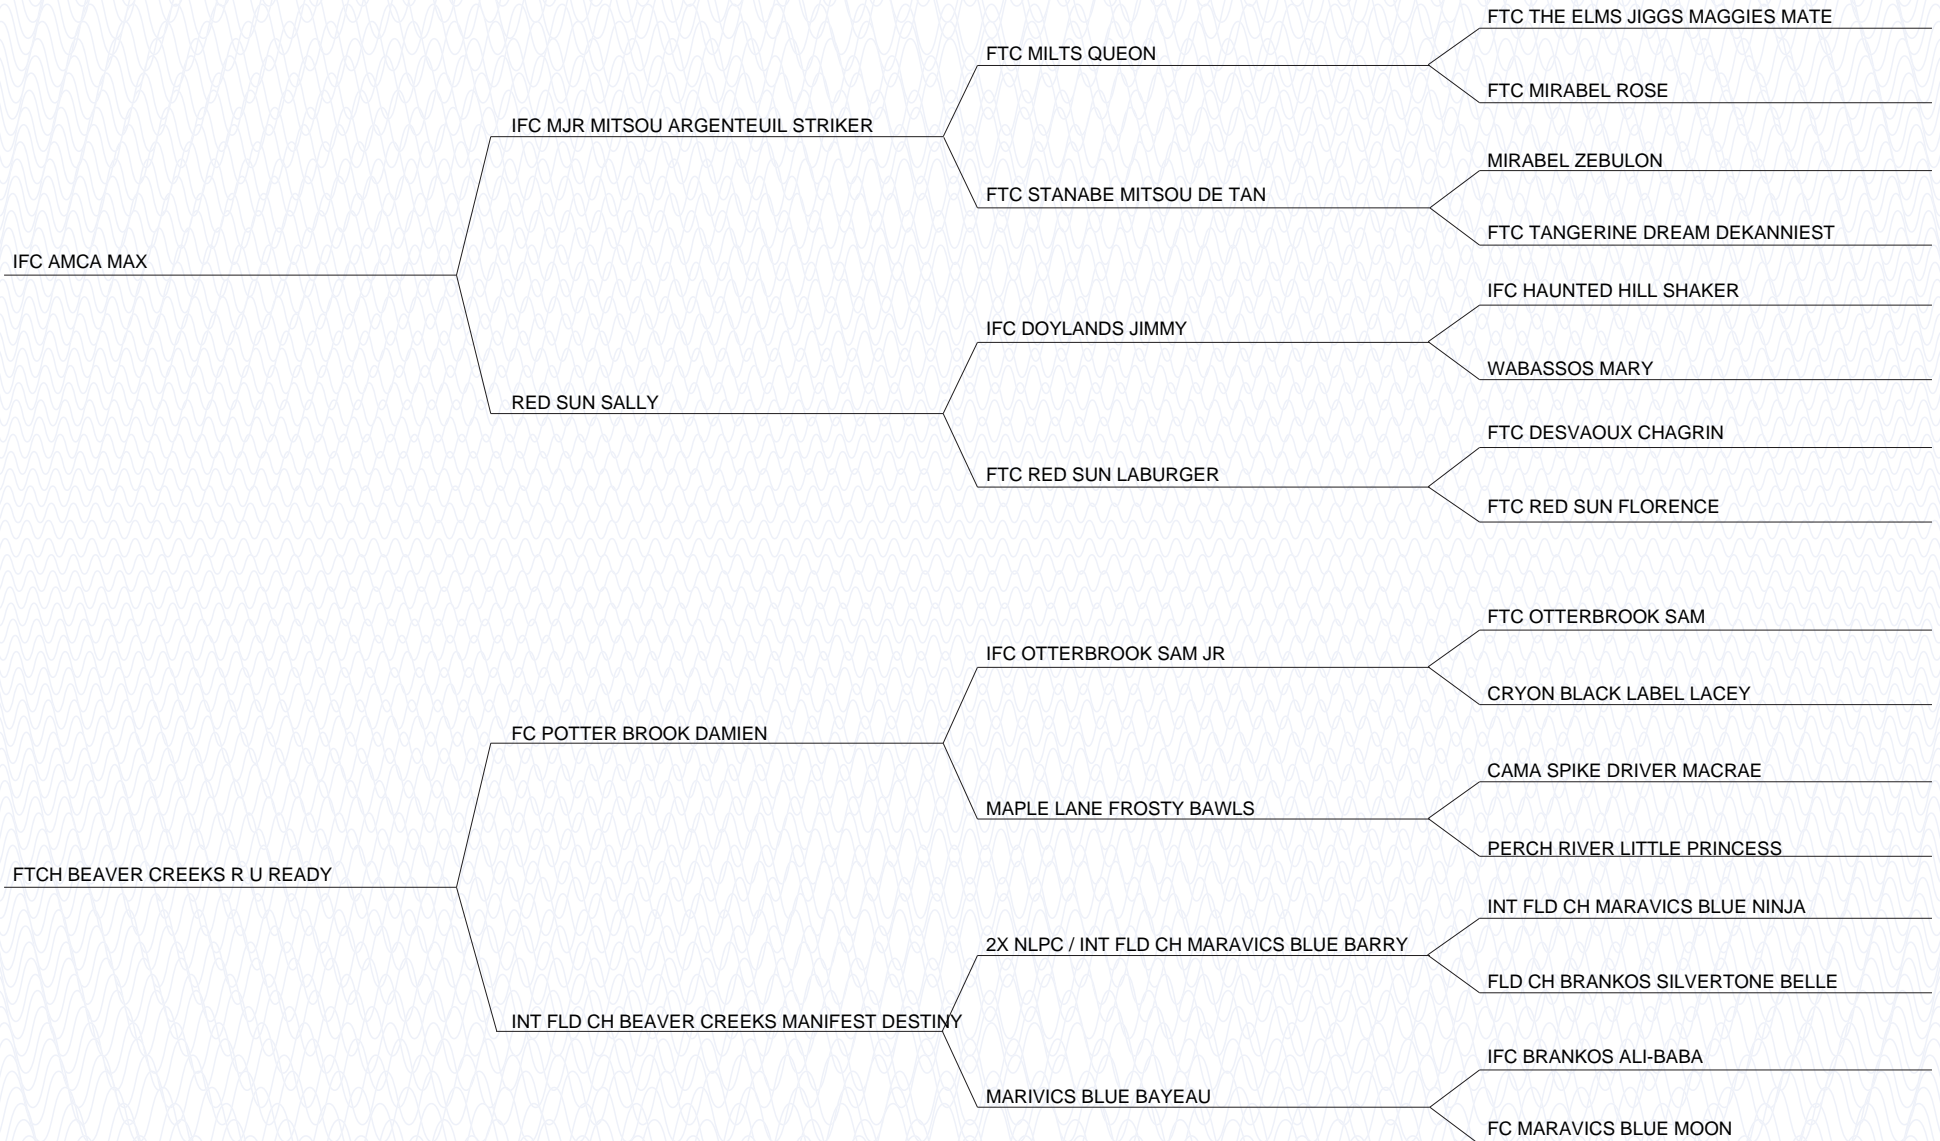 FTC THE ELMS JIGGS MAGGIES MATE
FTC MILTS QUEON
FTC MIRABEL ROSE
IFC MJR MITSOU ARGENTEUIL STRIKER
MIRABEL ZEBULON
FTC STANABE MITSOU DE TAN
FTC TANGERINE DREAM DEKANNIEST
IFC AMCA MAX
IFC HAUNTED HILL SHAKER
IFC DOYLANDS JIMMY
WABASSOS MARY
RED SUN SALLY
FTC DESVAOUX CHAGRIN
FTC RED SUN LABURGER
FTC RED SUN FLORENCE
FTC OTTERBROOK SAM
IFC OTTERBROOK SAM JR
CRYON BLACK LABEL LACEY
FC POTTER BROOK DAMIEN
CAMA SPIKE DRIVER MACRAE
MAPLE LANE FROSTY BAWLS
PERCH RIVER LITTLE PRINCESS
FTCH BEAVER CREEKS R U READY
INT FLD CH MARAVICS BLUE NINJA
2X NLPC / INT FLD CH MARAVICS BLUE BARRY
FLD CH BRANKOS SILVERTONE BELLE
INT FLD CH BEAVER CREEKS MANIFEST DESTINY
IFC BRANKOS ALI-BABA
MARIVICS BLUE BAYEAU
FC MARAVICS BLUE MOON